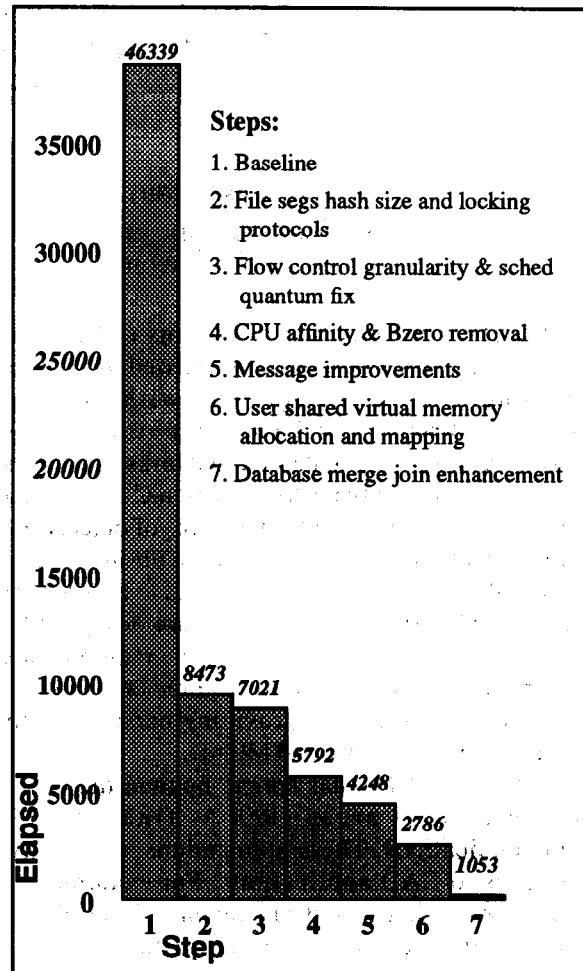 46339
35000
30000
25000
20000
15000
10000
5000
0
Elapsed
Steps:
1. Baseline
2. File segs hash size and locking
protocols
3. Flow control granularity & sched
quantum fix
4. CPU affinity & Bzero removal
5. Message improvements
6. User shared virtual memory
allocation and mapping
7. Database merge join enhancement
8473
7021
5792
4248
2786
1053
1 2 3 4 5 6 7
Step